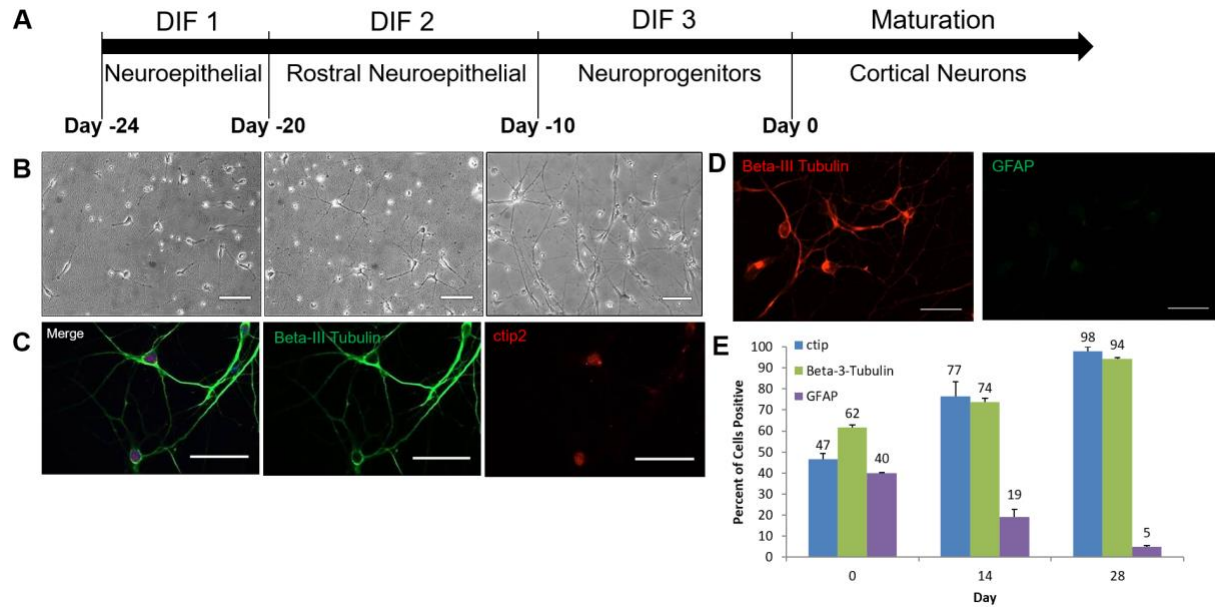 A
DIF 1 DIF 2 DIF 3 Maturation
Neuroepithelial Rostral Neuroepithelial Neuroprogenitors Cortical Neurons
Day -24 Day -20 Day -10 Day 0
B
C
Merge
Beta-III Tubulin
ctip2
D
Beta-III Tubulin
GFAP
E
Percent of Cells Positive
100
90
80
70
60
50
40
30
20
10
0
ctip
Beta-3-Tubulin
GFAP
47 62 40
77 74 19
98 94 5
0 14 28
Day